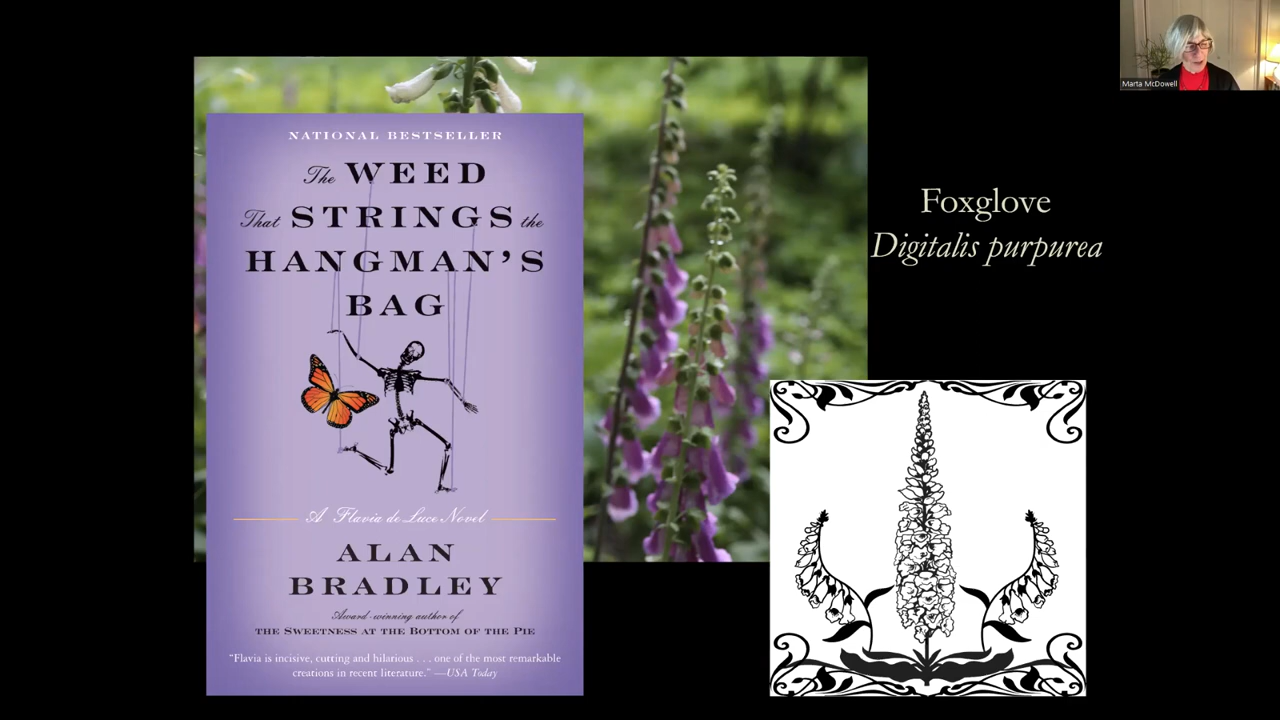 Marta McDowell
NATIONAL BESTSELLER
The WEED
That STRINGS the
HANGMAN'S
BAG
A Flavia de Luce Novel
ALAN
BRADLEY
Award-winning author of
THE SWEETNESS AT THE BOTTOM OF THE PIE
"Flavia is incisive, cutting and hilarious . . . one of the most remarkable
creations in recent literature." —USA Today
Foxglove
Digitalis purpurea